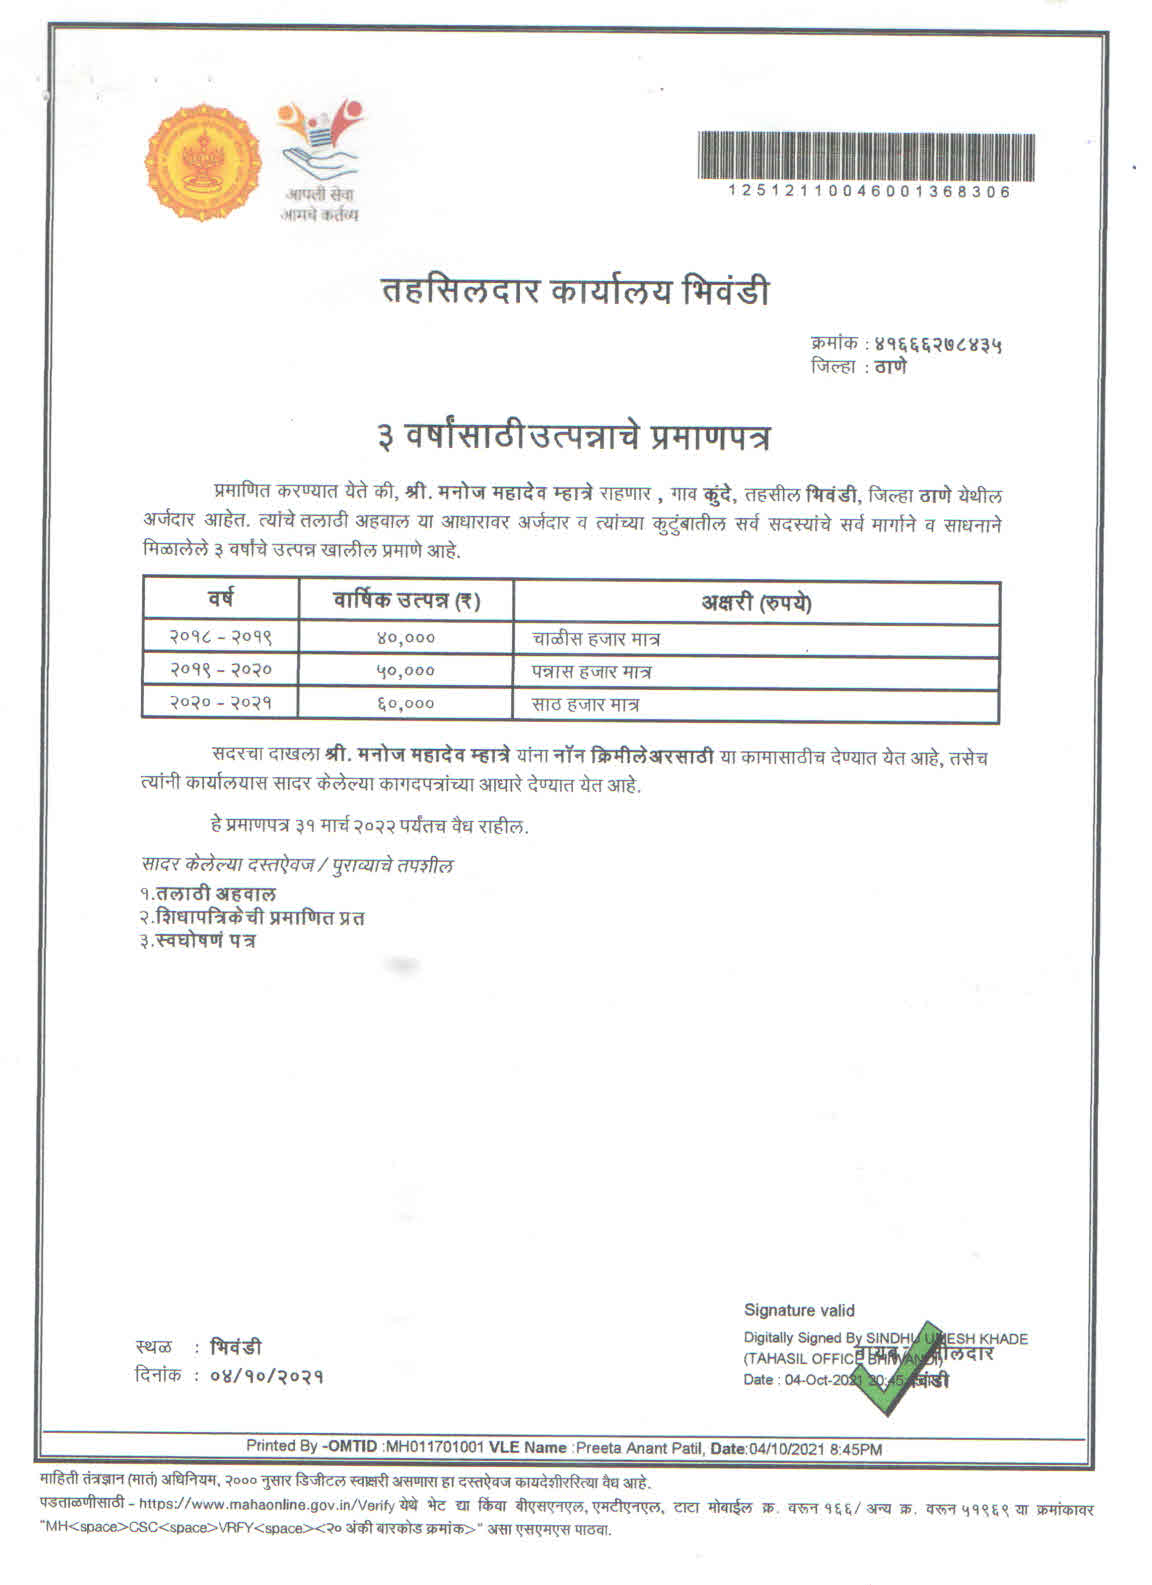 आपली सेवा
आमचे कर्तव्य
12512110046001368306
तहसिलदार कार्यालय भिवंडी
क्रमांक : ४१६६६२७८४३५
जिल्हा : ठाणे
३ वर्षांसाठी उत्पन्नाचे प्रमाणपत्र
प्रमाणित करण्यात येते की, श्री. मनोज महादेव म्हात्रे राहणार , गाव कुंदे, तहसील भिवंडी, जिल्हा ठाणे येथील
अर्जदार आहेत. त्यांचे तलाठी अहवाल या आधारावर अर्जदार व त्यांच्या कुटुंबातील सर्व सदस्यांचे सर्व मार्गाने व साधनाने
मिळालेले ३ वर्षांचे उत्पन्न खालील प्रमाणे आहे.
वर्ष वार्षिक उत्पन्न (₹) अक्षरी (रुपये)
२०१८ - २०१९ ४०,००० चाळीस हजार मात्र
२०१९ - २०२० ५०,००० पन्नास हजार मात्र
२०२० - २०२१ ६०,००० साठ हजार मात्र
सदरचा दाखला श्री. मनोज महादेव म्हात्रे यांना नॉन क्रिमीलेअरसाठी या कामासाठीच देण्यात येत आहे, तसेच
त्यांनी कार्यालयास सादर केलेल्या कागदपत्रांच्या आधारे देण्यात येत आहे.
हे प्रमाणपत्र ३१ मार्च २०२२ पर्यंतच वैध राहील.
सादर केलेल्या दस्तऐवज / पुराव्याचे तपशील
१.तलाठी अहवाल
२.शिधापत्रिकेची प्रमाणित प्रत
३.स्वघोषणं पत्र
Signature valid
Digitally Signed By SINDHU UMESH KHADE
(TAHASIL OFFICE BHIWANDI)
Date : 04-Oct-2021
स्थळ : भिवंडी
दिनांक : ०४/१०/२०२१
Printed By -OMTID :MH011701001 VLE Name :Preeta Anant Patil, Date:04/10/2021 8:45PM
माहिती तंत्रज्ञान (मातं) अधिनियम, २००० नुसार डिजीटल स्वाक्षरी असणारा हा दस्तऐवज कायदेशीररित्या वैध आहे.
पडताळणीसाठी - https://www.mahaonline.gov.in/Verify येथे भेट द्या किंवा बीएसएनएल, एमटीएनएल, टाटा मोबाईल क्र. वरून १६६/ अन्य क्र. वरून ५१९६९ या क्रमांकावर
"MH<space>CSC<space>VRFY<space><२० अंकी बारकोड क्रमांक>" असा एसएमएस पाठवा.